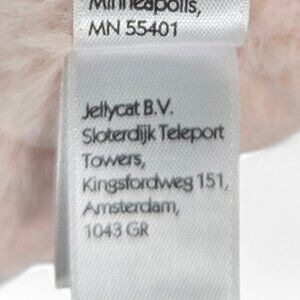 Minneapolis,
MN 55401
Jellycat B.V.
Sloterdijk Teleport
Towers,
Kingsfordweg 151,
Amsterdam,
1043 GR